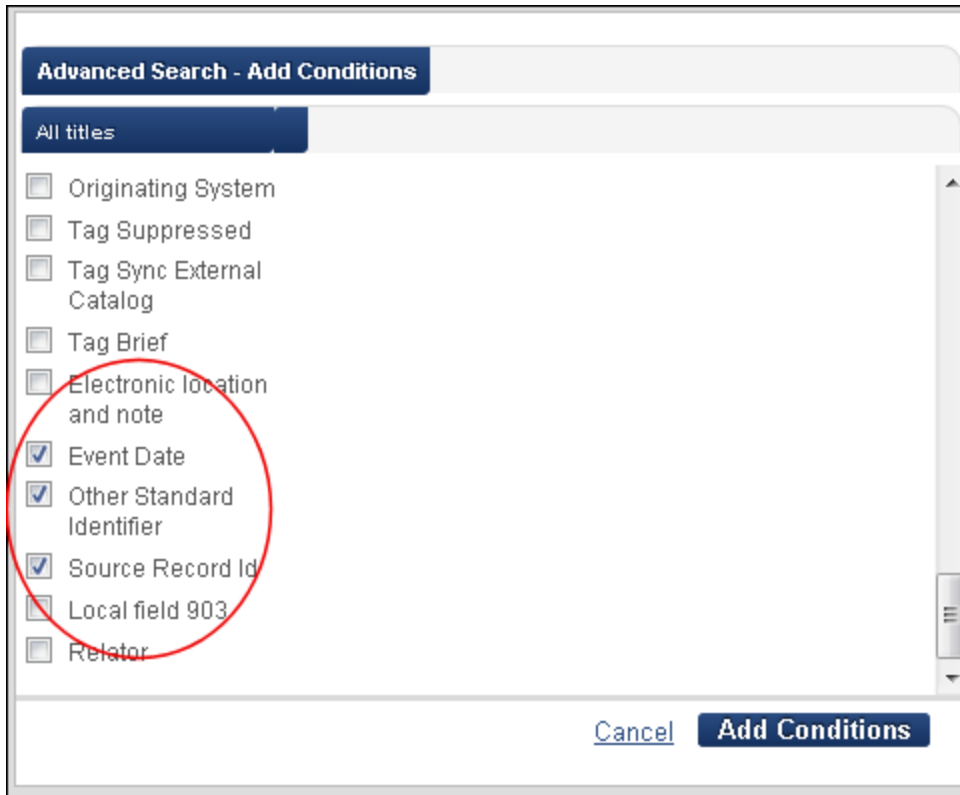 Advanced Search - Add Conditions
All titles
Originating System
Tag Suppressed
Tag Sync External
Catalog
Tag Brief
Electronic location
and note
Event Date
Other Standard
Identifier
Source Record Id
Local field 903
Relator
Cancel
Add Conditions